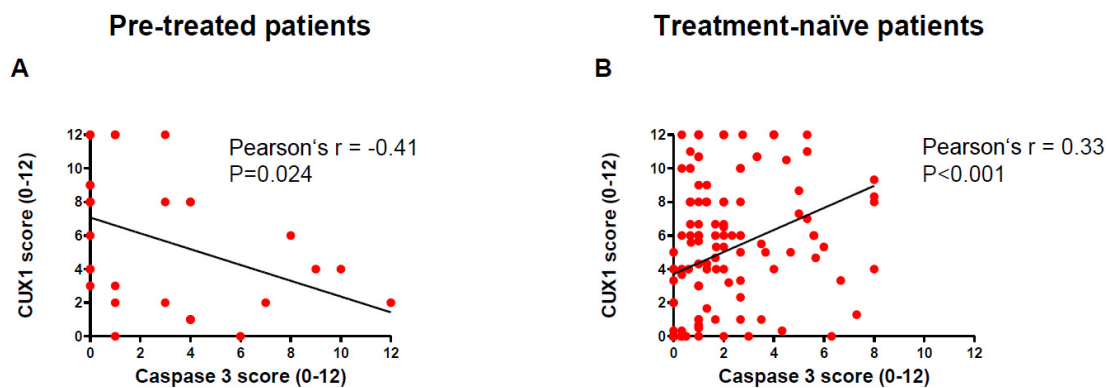 Pre-treated patients
A
CUX1 score (0-12)
12
10
8
6
4
2
0
Pearson‘s r = -0.41
P=0.024
0 2 4 6 8 10 12
Caspase 3 score (0-12)
Treatment-naïve patients
B
CUX1 score (0-12)
12
10
8
6
4
2
0
Pearson‘s r = 0.33
P<0.001
0 2 4 6 8 10 12
Caspase 3 score (0-12)